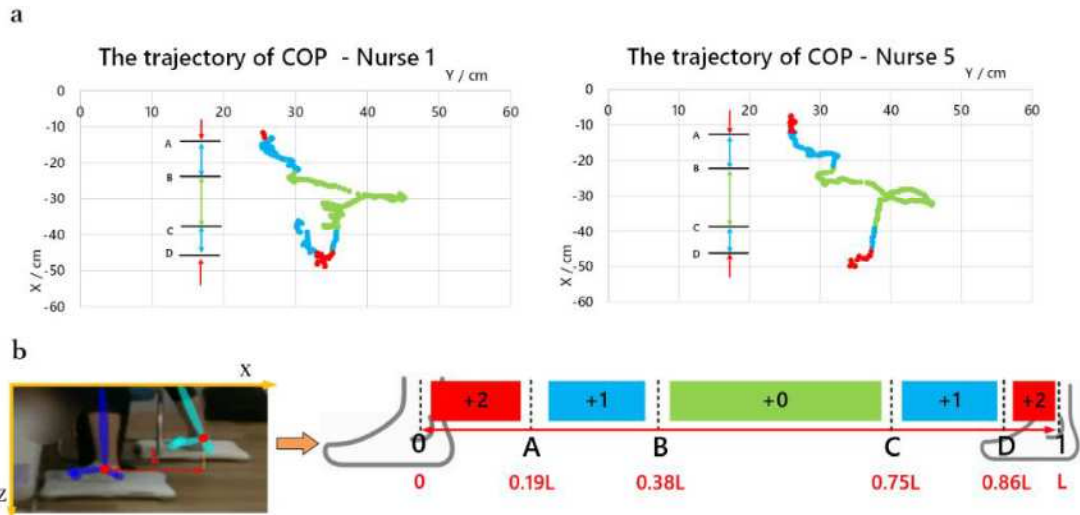 a
The trajectory of COP - Nurse 1
Y / cm
0 0 10 20 30 40 50 60
-10
A
-20
B
-30
C
-40
D
-50
-60
X / cm
The trajectory of COP - Nurse 5
Y / cm
0 0 10 20 30 40 50 60
-10
A
-20
B
-30
C
-40
D
-50
-60
X / cm
b
X
Z
L
+2 +1 +0 +1 +2
0 A B C D 1
0 0.19L 0.38L 0.75L 0.86L L